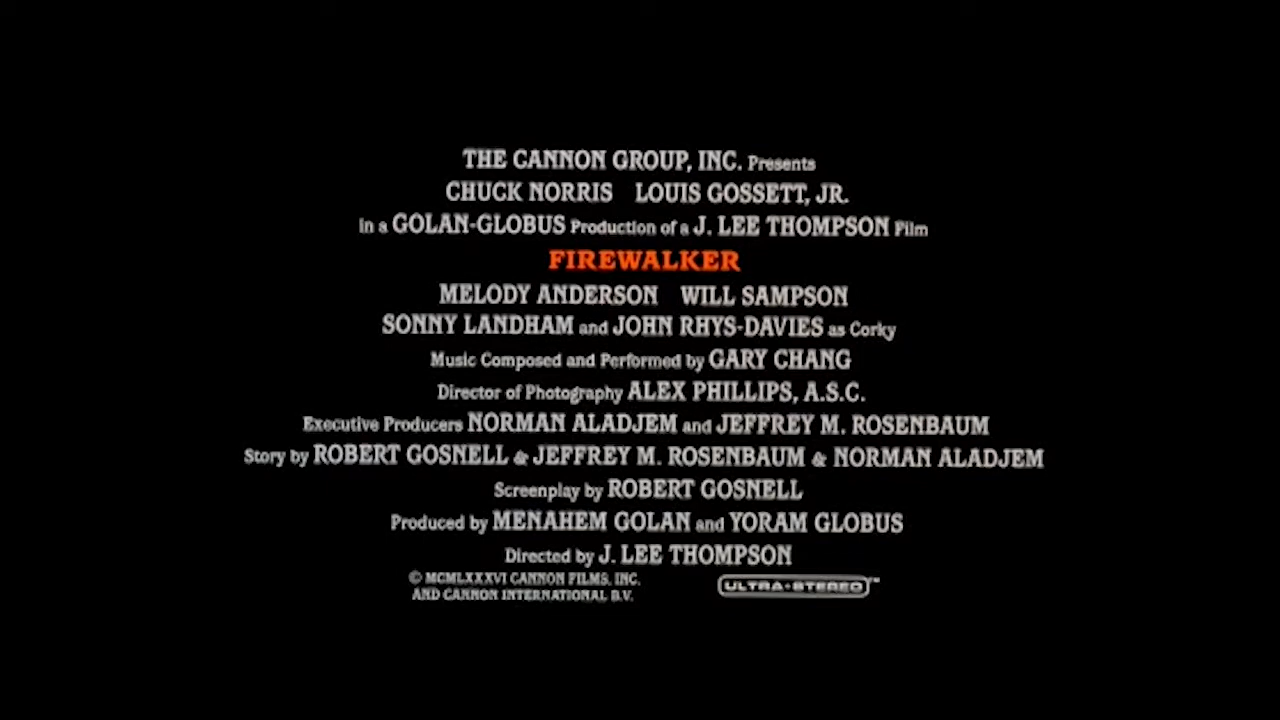 THE CANNON GROUP, INC. Presents
CHUCK NORRIS LOUIS GOSSETT, JR.
in a GOLAN-GLOBUS Production of a J. LEE THOMPSON Film
FIREWALKER
MELODY ANDERSON WILL SAMPSON
SONNY LANDHAM and JOHN RHYS-DAVIES as Corky
Music Composed and Performed by GARY CHANG
Director of Photography ALEX PHILLIPS, A.S.C.
Executive Producers NORMAN ALADJEM and JEFFREY M. ROSENBAUM
Story by ROBERT GOSNELL & JEFFREY M. ROSENBAUM & NORMAN ALADJEM
Screenplay by ROBERT GOSNELL
Produced by MENAHEM GOLAN and YORAM GLOBUS
Directed by J. LEE THOMPSON
© MCMLXXXVI CANNON FILMS, INC.
AND CANNON INTERNATIONAL B.V.
ULTRA•STEREO™